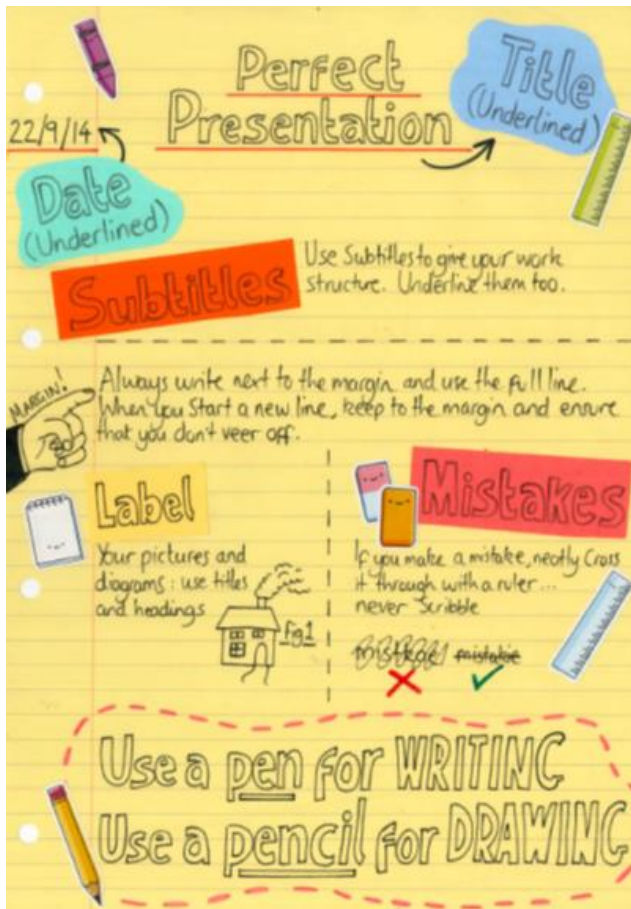 Perfect
Presentation
Title
(Underlined)
22/9/14
Date
(Underlined)
Subtitles
Use Subtitles to give your work
structure. Underline them too.
MARGIN!
Always write next to the margin and use the full line.
When you Start a new line, keep to the margin and ensure
that you don't veer off.
Label
Your pictures and
diagrams: use titles
and headings
Fig 1
Mistakes
If you make a mistake, neatly Cross
it through with a ruler...
never Scribble
mistkae mistake
Use a pen for WRITING
Use a pencil for DRAWING